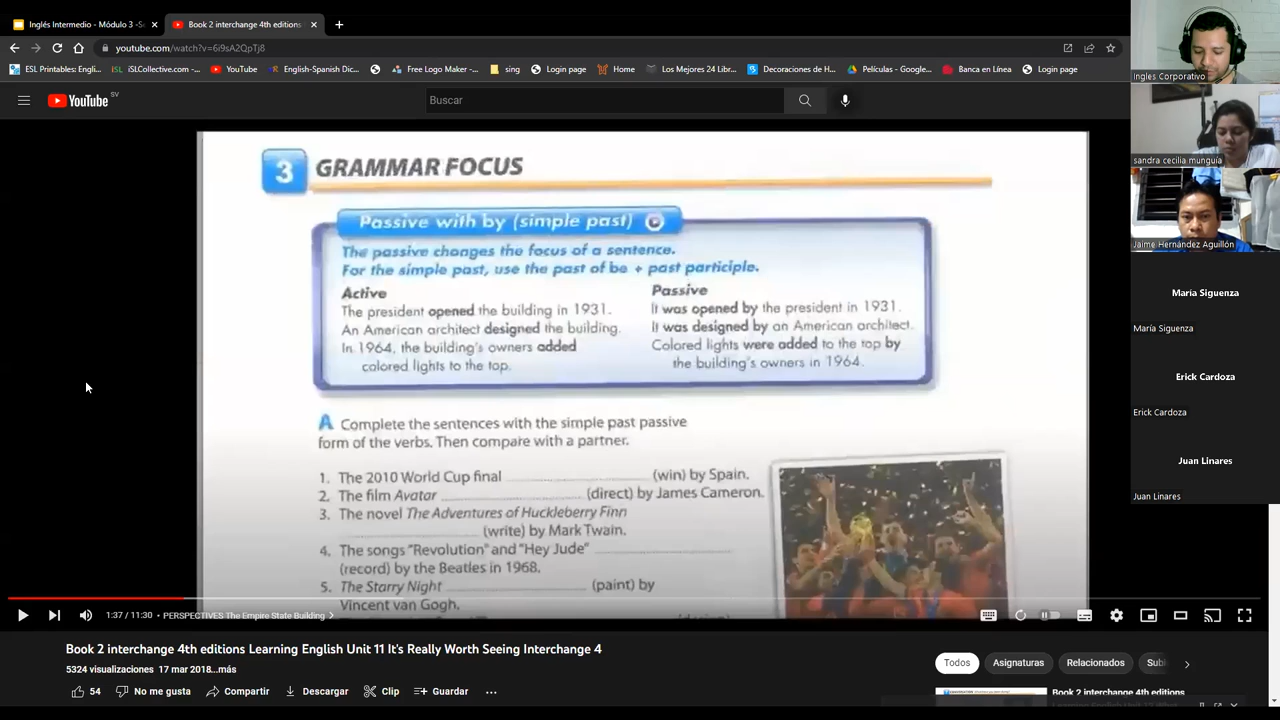 Inglés Intermedio - Módulo 3 -S
Book 2 interchange 4th editions
youtube.com/watch?v=6i9sA2QpTj8
ESL Printables: Engli...
iSLCollective.com -...
YouTube
English-Spanish Dic...
Free Logo Maker -...
sing
Login page
Home
Los Mejores 24 Libr...
Decoraciones de H...
Películas - Google...
Banca en Línea
Login page
YouTube SV
Buscar
3 GRAMMAR FOCUS
Passive with by (simple past)
The passive changes the focus of a sentence.
For the simple past, use the past of be + past participle.
Active
The president opened the building in 1931.
An American architect designed the building.
In 1964, the building's owners added
colored lights to the top.
Passive
It was opened by the president in 1931.
It was designed by an American architect.
Colored lights were added to the top by
the building's owners in 1964.
A Complete the sentences with the simple past passive
form of the verbs. Then compare with a partner.
1. The 2010 World Cup final .................... (win) by Spain.
2. The film Avatar .................... (direct) by James Cameron.
3. The novel The Adventures of Huckleberry Finn
.................... (write) by Mark Twain.
4. The songs "Revolution" and "Hey Jude" ....................
(record) by the Beatles in 1968.
5. The Starry Night .................... (paint) by
Vincent van Gogh.
1:37 / 11:30 • PERSPECTIVES The Empire State Building
Book 2 interchange 4th editions Learning English Unit 11 It's Really Worth Seeing Interchange 4
5324 visualizaciones 17 mar 2018...más
54
No me gusta
Compartir
Descargar
Clip
Guardar
Todos
Asignaturas
Relacionados
Subi
Book 2 interchange 4th editions
Ingles Corporativo
sandra cecilia munguía
Jaime Hernández Aguillón
María Siguenza
María Siguenza
Erick Cardoza
Erick Cardoza
Juan Linares
Juan Linares